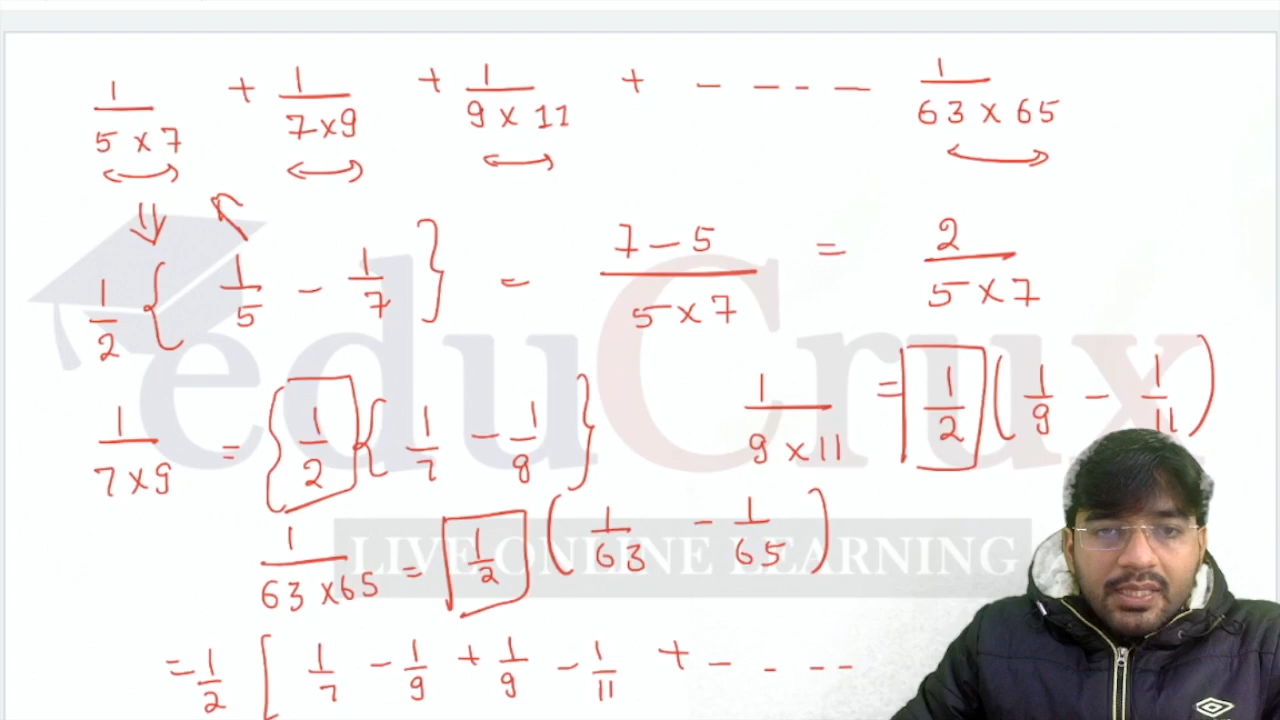 1/(5 x 7) + 1/(7 x 9) + 1/(9 x 11) + - - - - - 1/(63 x 65)
1/2 { 1/5 - 1/7 } = (7 - 5)/(5 x 7) = 2/(5 x 7)
1/(7 x 9) = { 1/2 { 1/7 - 1/9 } 1/(9 x 11) = 1/2 ( 1/9 - 1/11 )
1/(63 x 65) = 1/2 ( 1/63 - 1/65 )
= 1/2 [ 1/7 - 1/9 + 1/9 - 1/11 + - - - -
eduCrux
LIVE ONLINE LEARNING